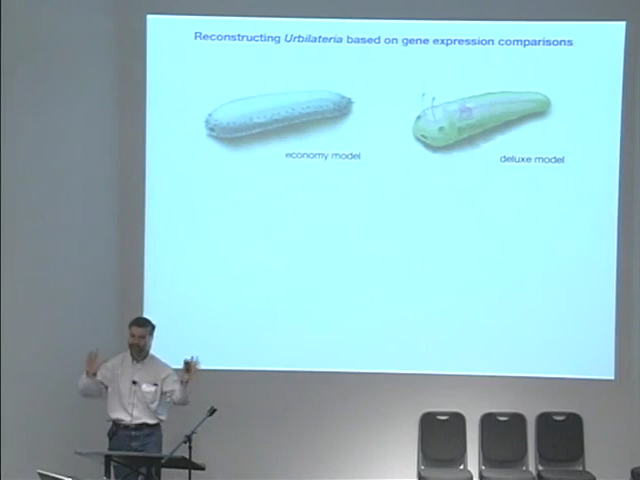 Reconstructing Urbilateria based on gene expression comparisons
economy model
deluxe model